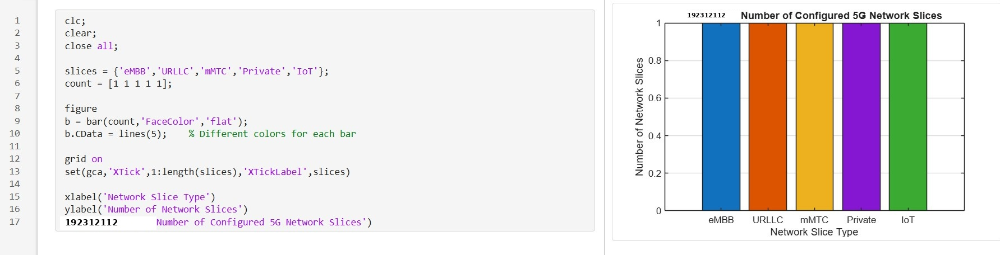 1 clc;
2 clear;
3 close all;
4
5 slices = {'eMBB','URLLC','mMTC','Private','IoT'};
6 count = [1 1 1 1 1];
7
8 figure
9 b = bar(count,'FaceColor','flat');
10 b.CData = lines(5);    % Different colors for each bar
11
12 grid on
13 set(gca,'XTick',1:length(slices),'XTickLabel',slices)
14
15 xlabel('Network Slice Type')
16 ylabel('Number of Network Slices')
17 192312112 Number of Configured 5G Network Slices')
192312112 Number of Configured 5G Network Slices
Number of Network Slices
1
0.8
0.6
0.4
0.2
0
eMBB URLLC mMTC Private IoT
Network Slice Type